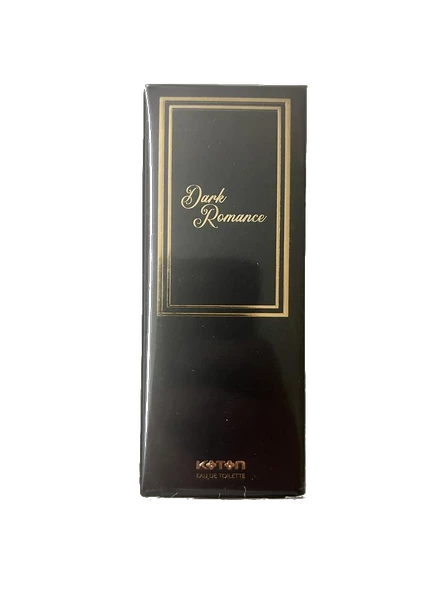 Dark
Romance
KOTON
EAU DE TOILETTE